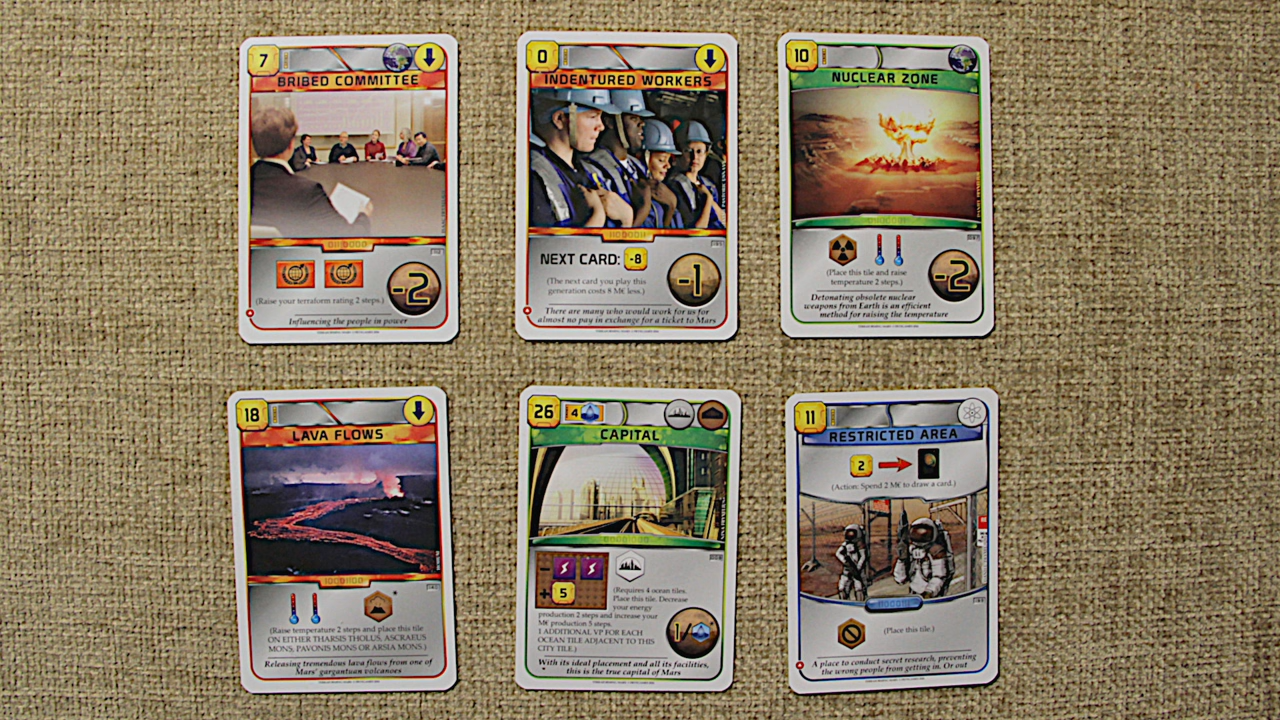 7
BRIBED COMMITTEE
-2
(Raise your terraform rating 2 steps.)
Influencing the people in power
0
INDENTURED WORKERS
NEXT CARD: -8
-1
(The next card you play this
generation costs 8 M€ less.)
There are many who would work for us for
almost no pay in exchange for a ticket to Mars
10
NUCLEAR ZONE
(Place this tile and raise
temperature 2 steps.)
-2
Detonating obsolete nuclear
weapons from Earth is an efficient
method for raising the temperature
18
LAVA FLOWS
*
(Raise temperature 2 steps and place this tile
ON EITHER THARSIS THOLUS, ASCRAEUS
MONS, PAVONIS MONS OR ARSIA MONS.)
Releasing tremendous lava flows from one of
Mars' gargantuan volcanoes
26
4
CAPITAL
-
+ 5
(Requires 4 ocean tiles.
Place this tile. Decrease
your energy
production 2 steps and increase your
M€ production 5 steps.
1 ADDITIONAL VP FOR EACH
OCEAN TILE ADJACENT TO THIS
CITY TILE.)
1/
With its ideal placement and all its facilities,
this is the true capital of Mars
11
RESTRICTED AREA
2
(Action: Spend 2 M€ to draw a card.)
(Place this tile.)
A place to conduct secret research, preventing
the wrong people from getting in. Or out